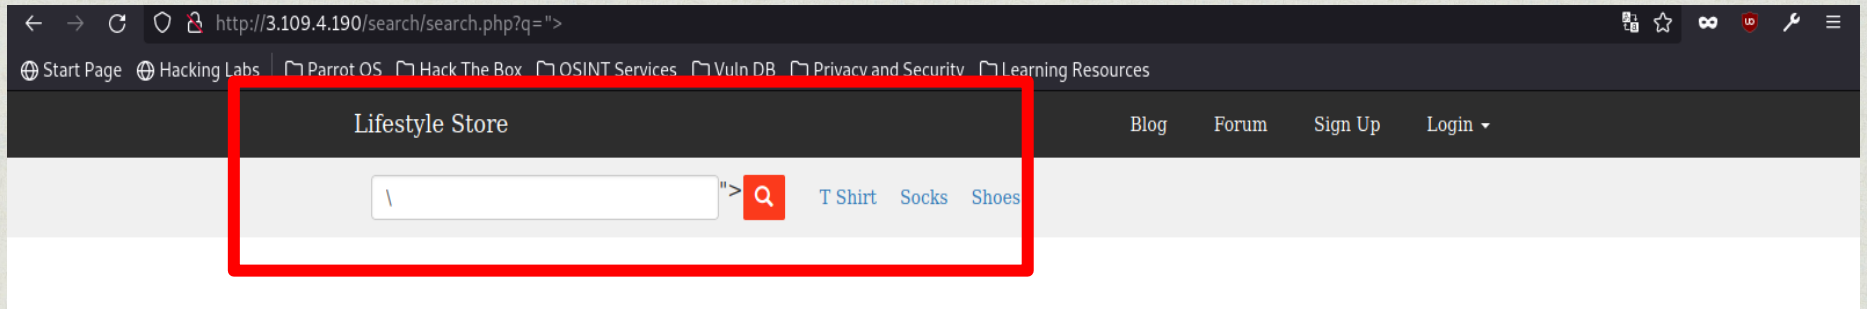 http://3.109.4.190/search/search.php?q=">
Start Page Hacking Labs Parrot OS Hack The Box OSINT Services Vuln DB Privacy and Security Learning Resources
Lifestyle Store Blog Forum Sign Up Login
\ "> T Shirt Socks Shoes